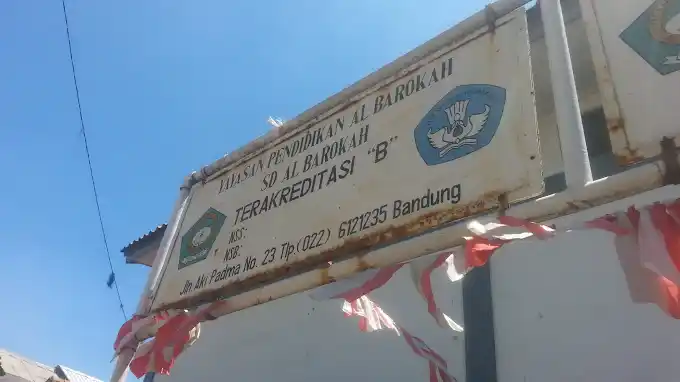 YAYASAN PENDIDIKAN AL BAROKAH
SD AL BAROKAH
TERAKREDITASI "B"
NSS:
NSB:
Jln. Aki Padma No. 23 Tlp.(022) 6121235 Bandung